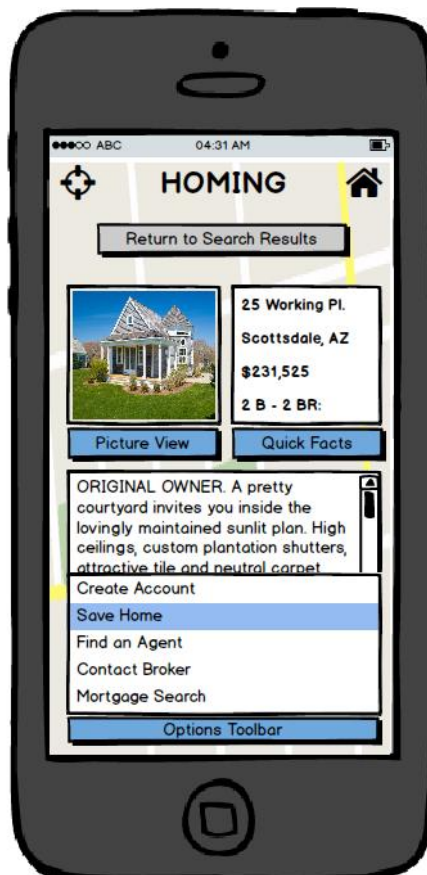 ABC 04:31 AM
HOMING
Return to Search Results
25 Working Pl.
Scottsdale, AZ
$231,525
2 B - 2 BR:
Picture View
Quick Facts
ORIGINAL OWNER. A pretty
courtyard invites you inside the
lovingly maintained sunlit plan. High
ceilings, custom plantation shutters,
attractive tile and neutral carpet
Create Account
Save Home
Find an Agent
Contact Broker
Mortgage Search
Options Toolbar